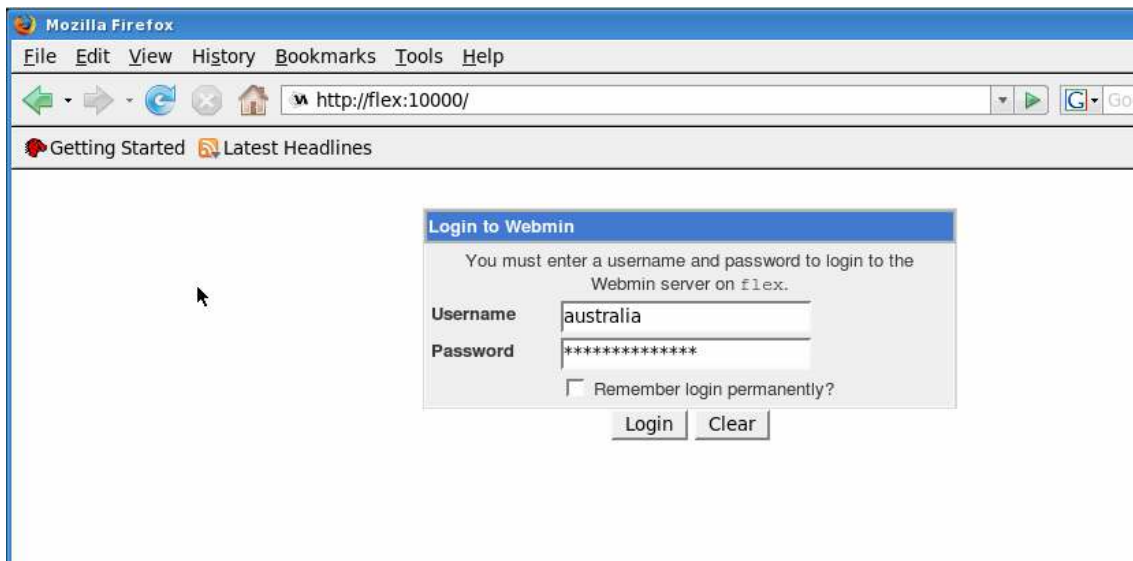 Mozilla Firefox
File Edit View History Bookmarks Tools Help
http://flex:10000/
G Go
Getting Started Latest Headlines
Login to Webmin
You must enter a username and password to login to the
Webmin server on flex.
Username australia
Password **************
Remember login permanently?
Login Clear